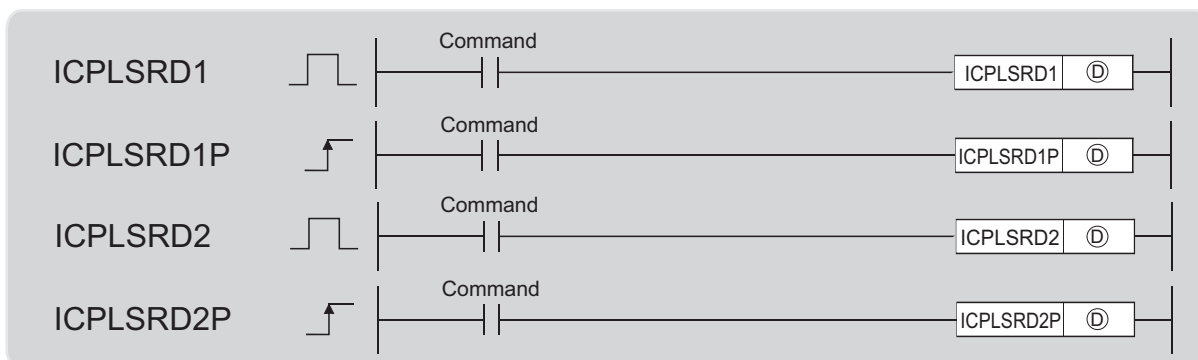 Command
ICPLSRD1 ICPLSRD1 Ⓓ
Command
ICPLSRD1P ICPLSRD1P Ⓓ
Command
ICPLSRD2 ICPLSRD2 Ⓓ
Command
ICPLSRD2P ICPLSRD2P Ⓓ